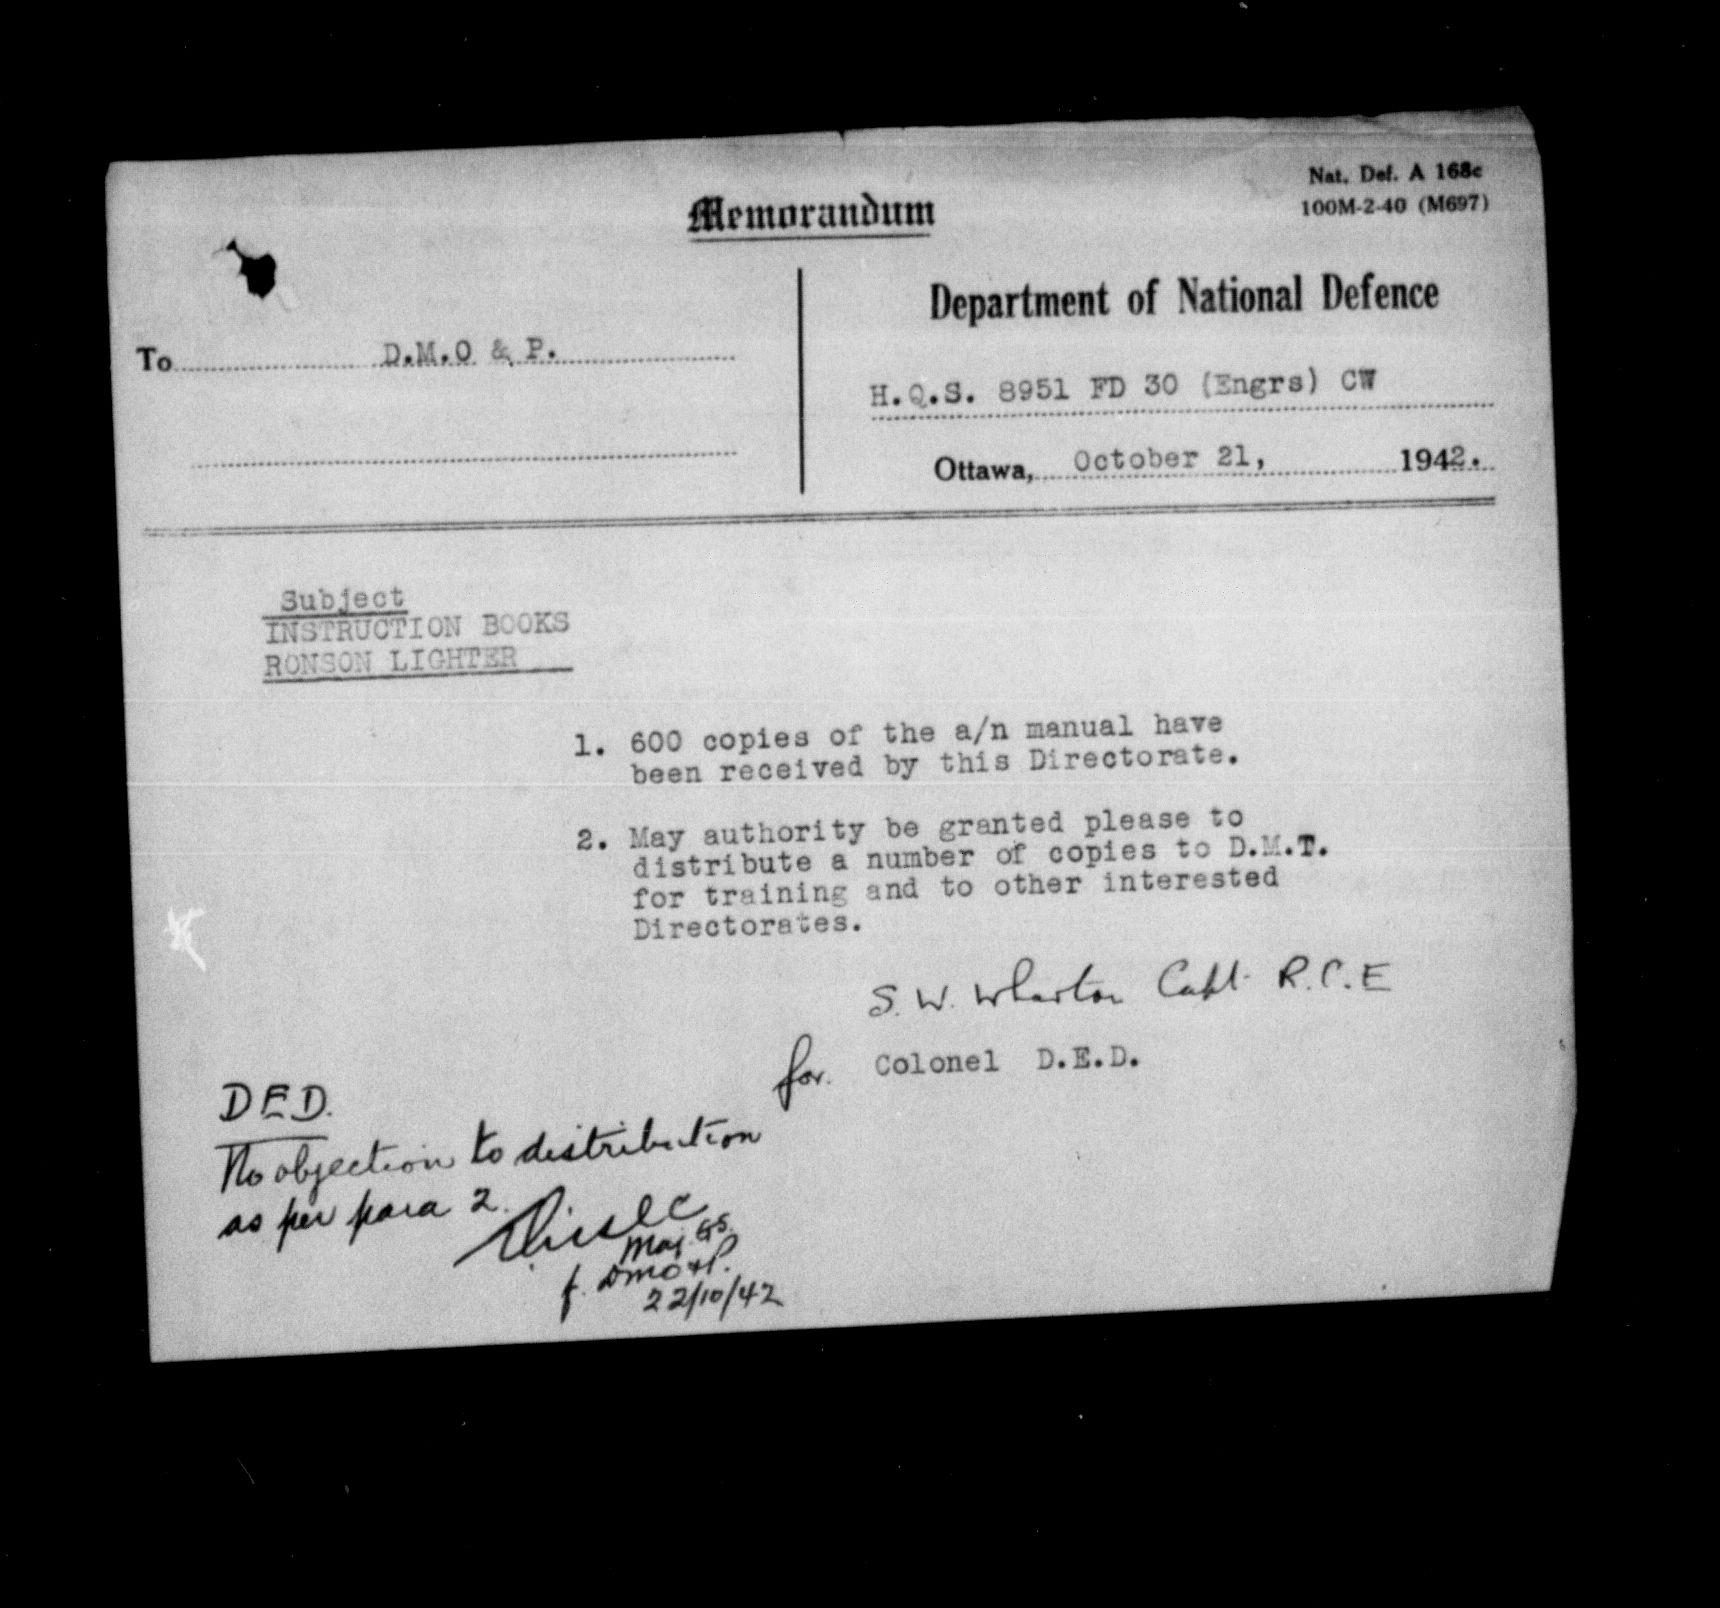 Nat. Def. A 168c
100M-2-40 (M697)
Memorandum
Department of National Defence
To D.M.O & P.
H.Q.S. 8951 FD 30 (Engrs) CW
Ottawa, October 21, 1942.
Subject
INSTRUCTION BOOKS
RONSON LIGHTER
1. 600 copies of the a/n manual have
been received by this Directorate.
2. May authority be granted please to
distribute a number of copies to D.M.T.
for training and to other interested
Directorates.
S. W. Wharton Capt. R.C.E
for. Colonel D.E.D.
DED.
No objection to distribution
as per para 2.
Maj GS.
f. DMO & P.
22/10/42